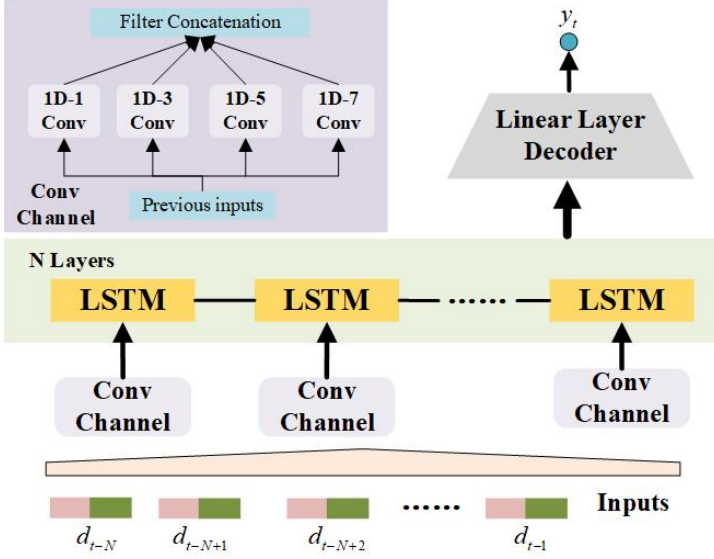 Filter Concatenation
1D-1 Conv
1D-3 Conv
1D-5 Conv
1D-7 Conv
Conv Channel
Previous inputs
y_t
Linear Layer
Decoder
N Layers
LSTM
LSTM
......
LSTM
Conv Channel
Conv Channel
Conv Channel
......
Inputs
d_{t-N}
d_{t-N+1}
d_{t-N+2}
d_{t-1}